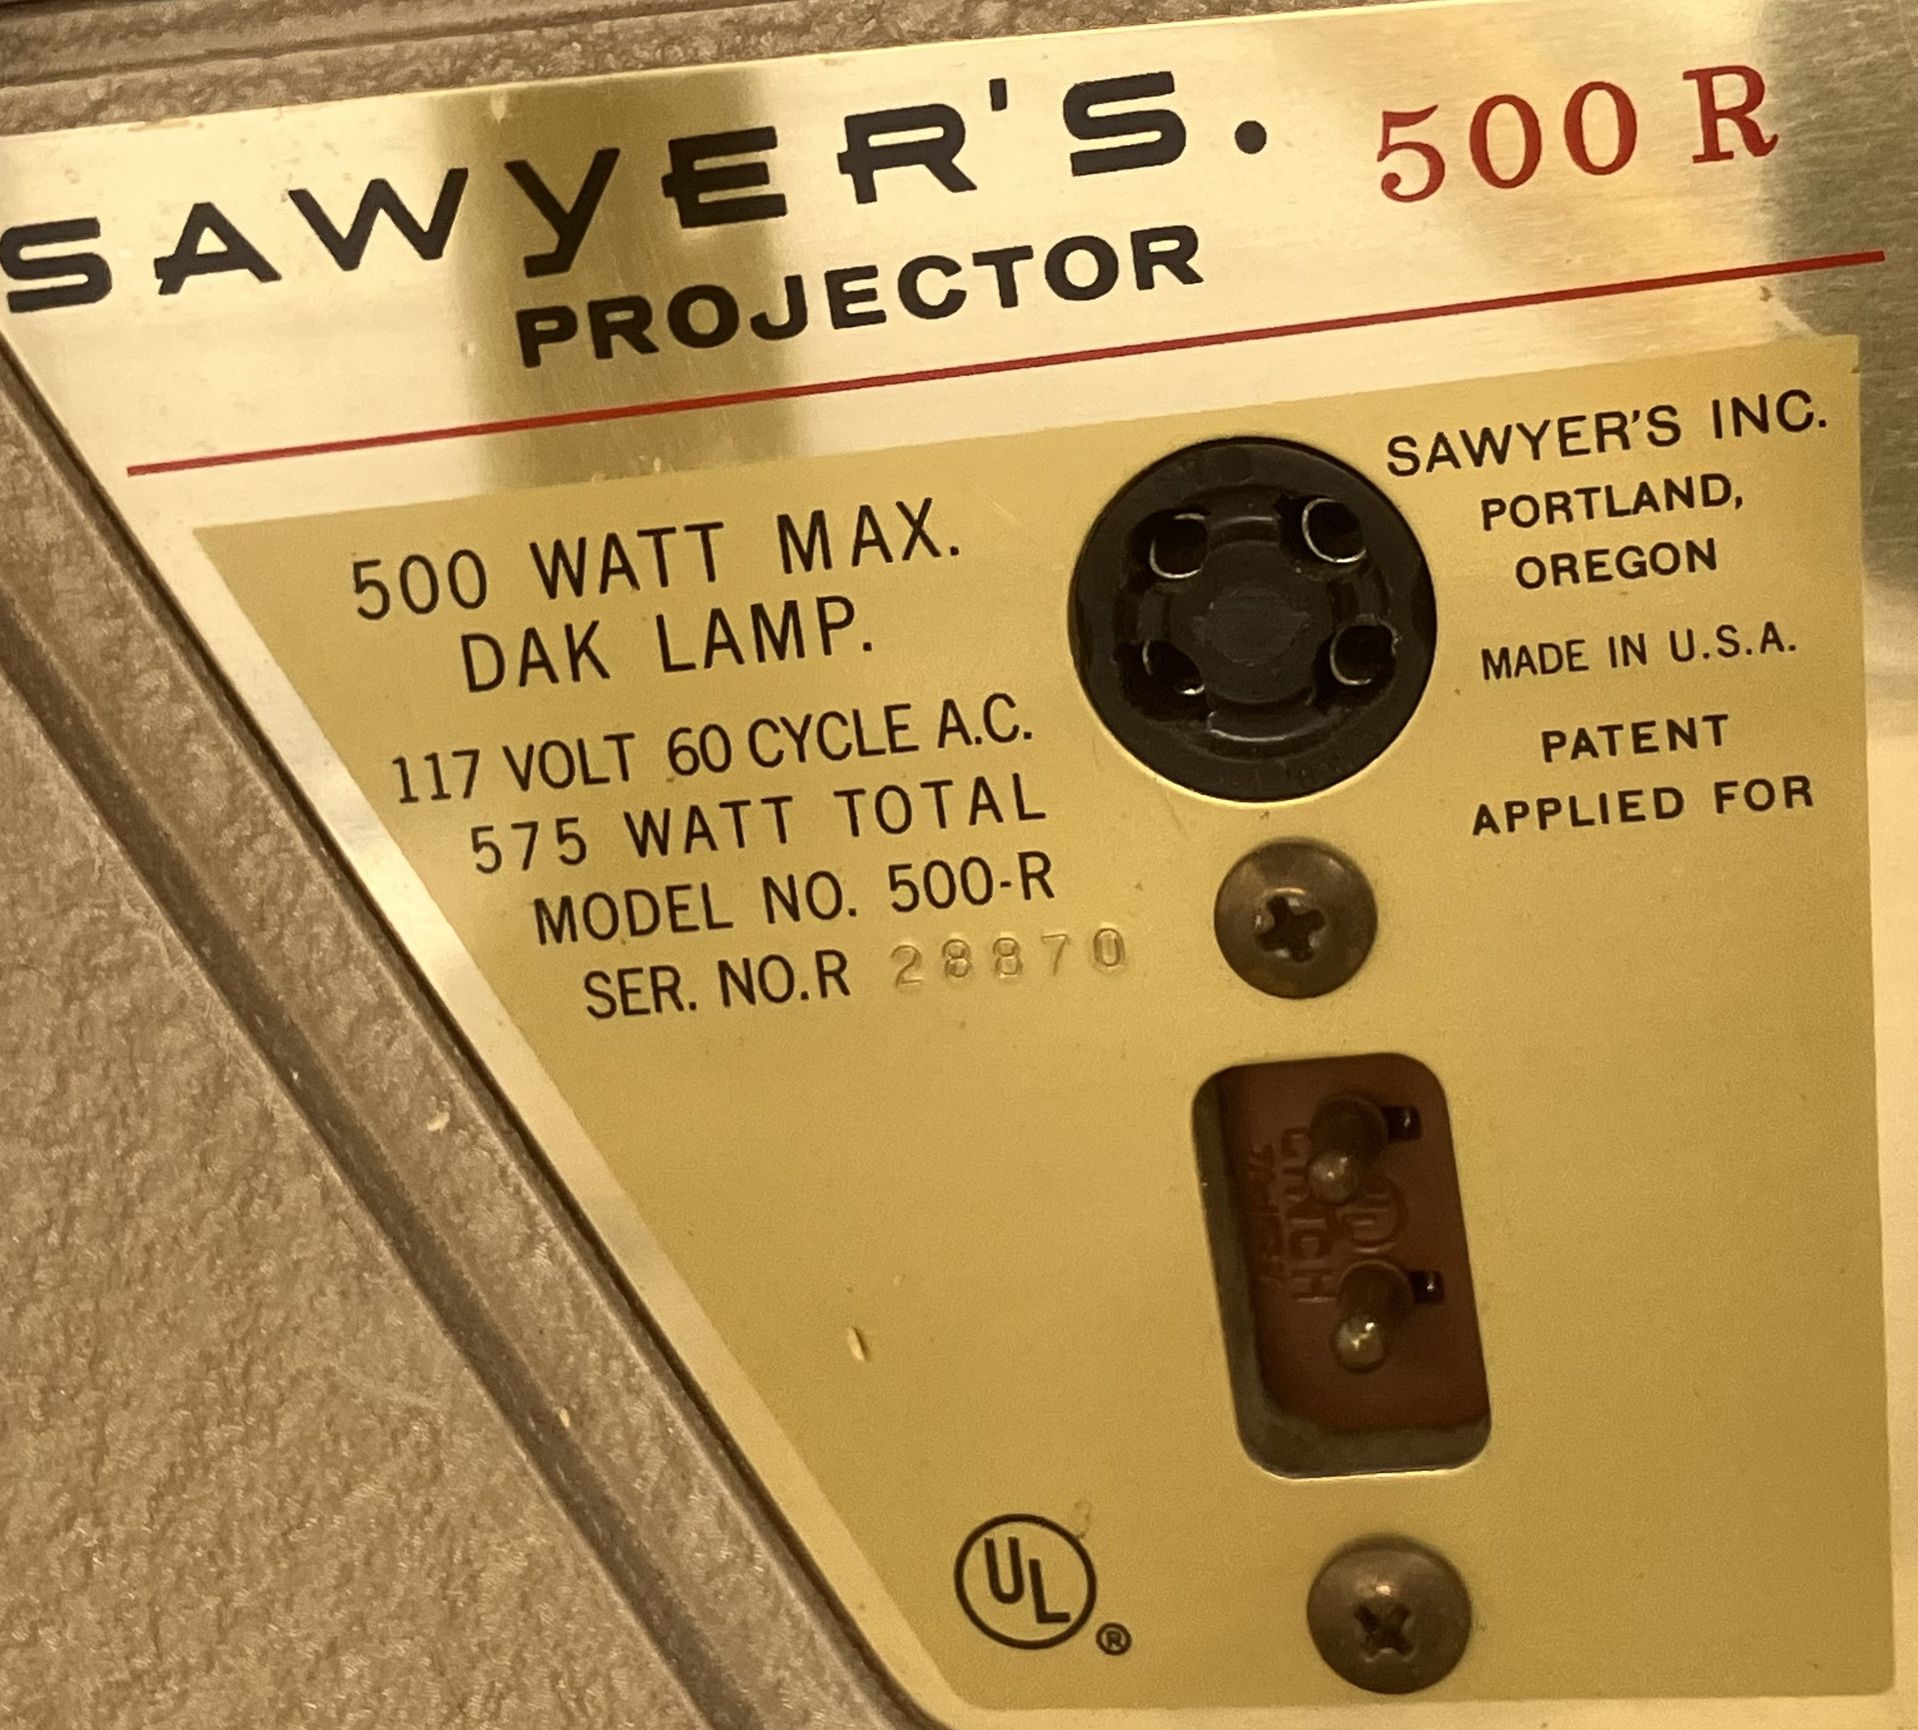 SAWYER'S. 500 R
PROJECTOR
500 WATT MAX.
DAK LAMP.
117 VOLT 60 CYCLE A.C.
575 WATT TOTAL
MODEL NO. 500-R
SER. NO.R 28870
SAWYER'S INC.
PORTLAND,
OREGON
MADE IN U.S.A.
PATENT
APPLIED FOR
CINCH
UL
®